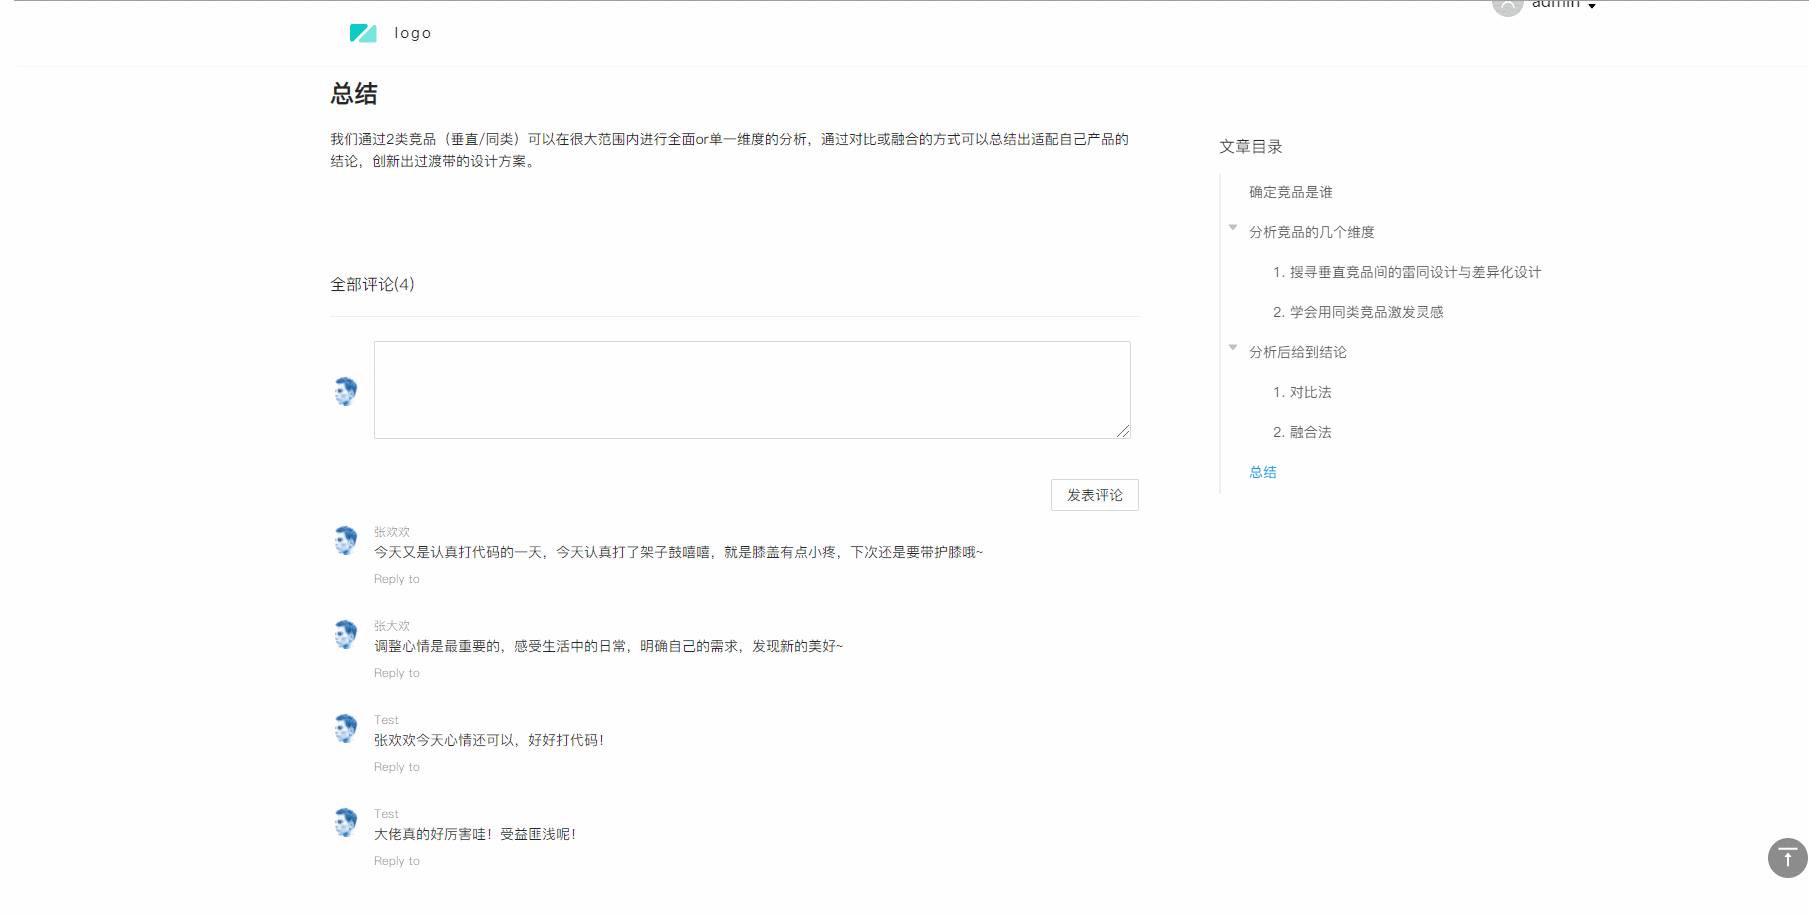 admin
logo
总结
我们通过2类竞品（垂直/同类）可以在很大范围内进行全面or单一维度的分析，通过对比或融合的方式可以总结出适配自己产品的
结论，创新出过渡带的设计方案。
全部评论(4)
发表评论
张欢欢
今天又是认真打代码的一天，今天认真打了架子鼓嘻嘻，就是膝盖有点小疼，下次还是要带护膝哦~
Reply to
张大欢
调整心情是最重要的，感受生活中的日常，明确自己的需求，发现新的美好~
Reply to
Test
张欢欢今天心情还可以，好好打代码！
Reply to
Test
大佬真的好厉害哇！受益匪浅呢！
Reply to
文章目录
确定竞品是谁
分析竞品的几个维度
1. 搜寻垂直竞品间的雷同设计与差异化设计
2. 学会用同类竞品激发灵感
分析后给到结论
1. 对比法
2. 融合法
总结